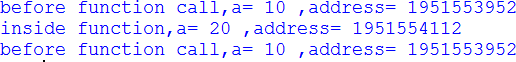 before function call,a= 10 ,address= 1951553952
inside function,a= 20 ,address= 1951554112
before function call,a= 10 ,address= 1951553952